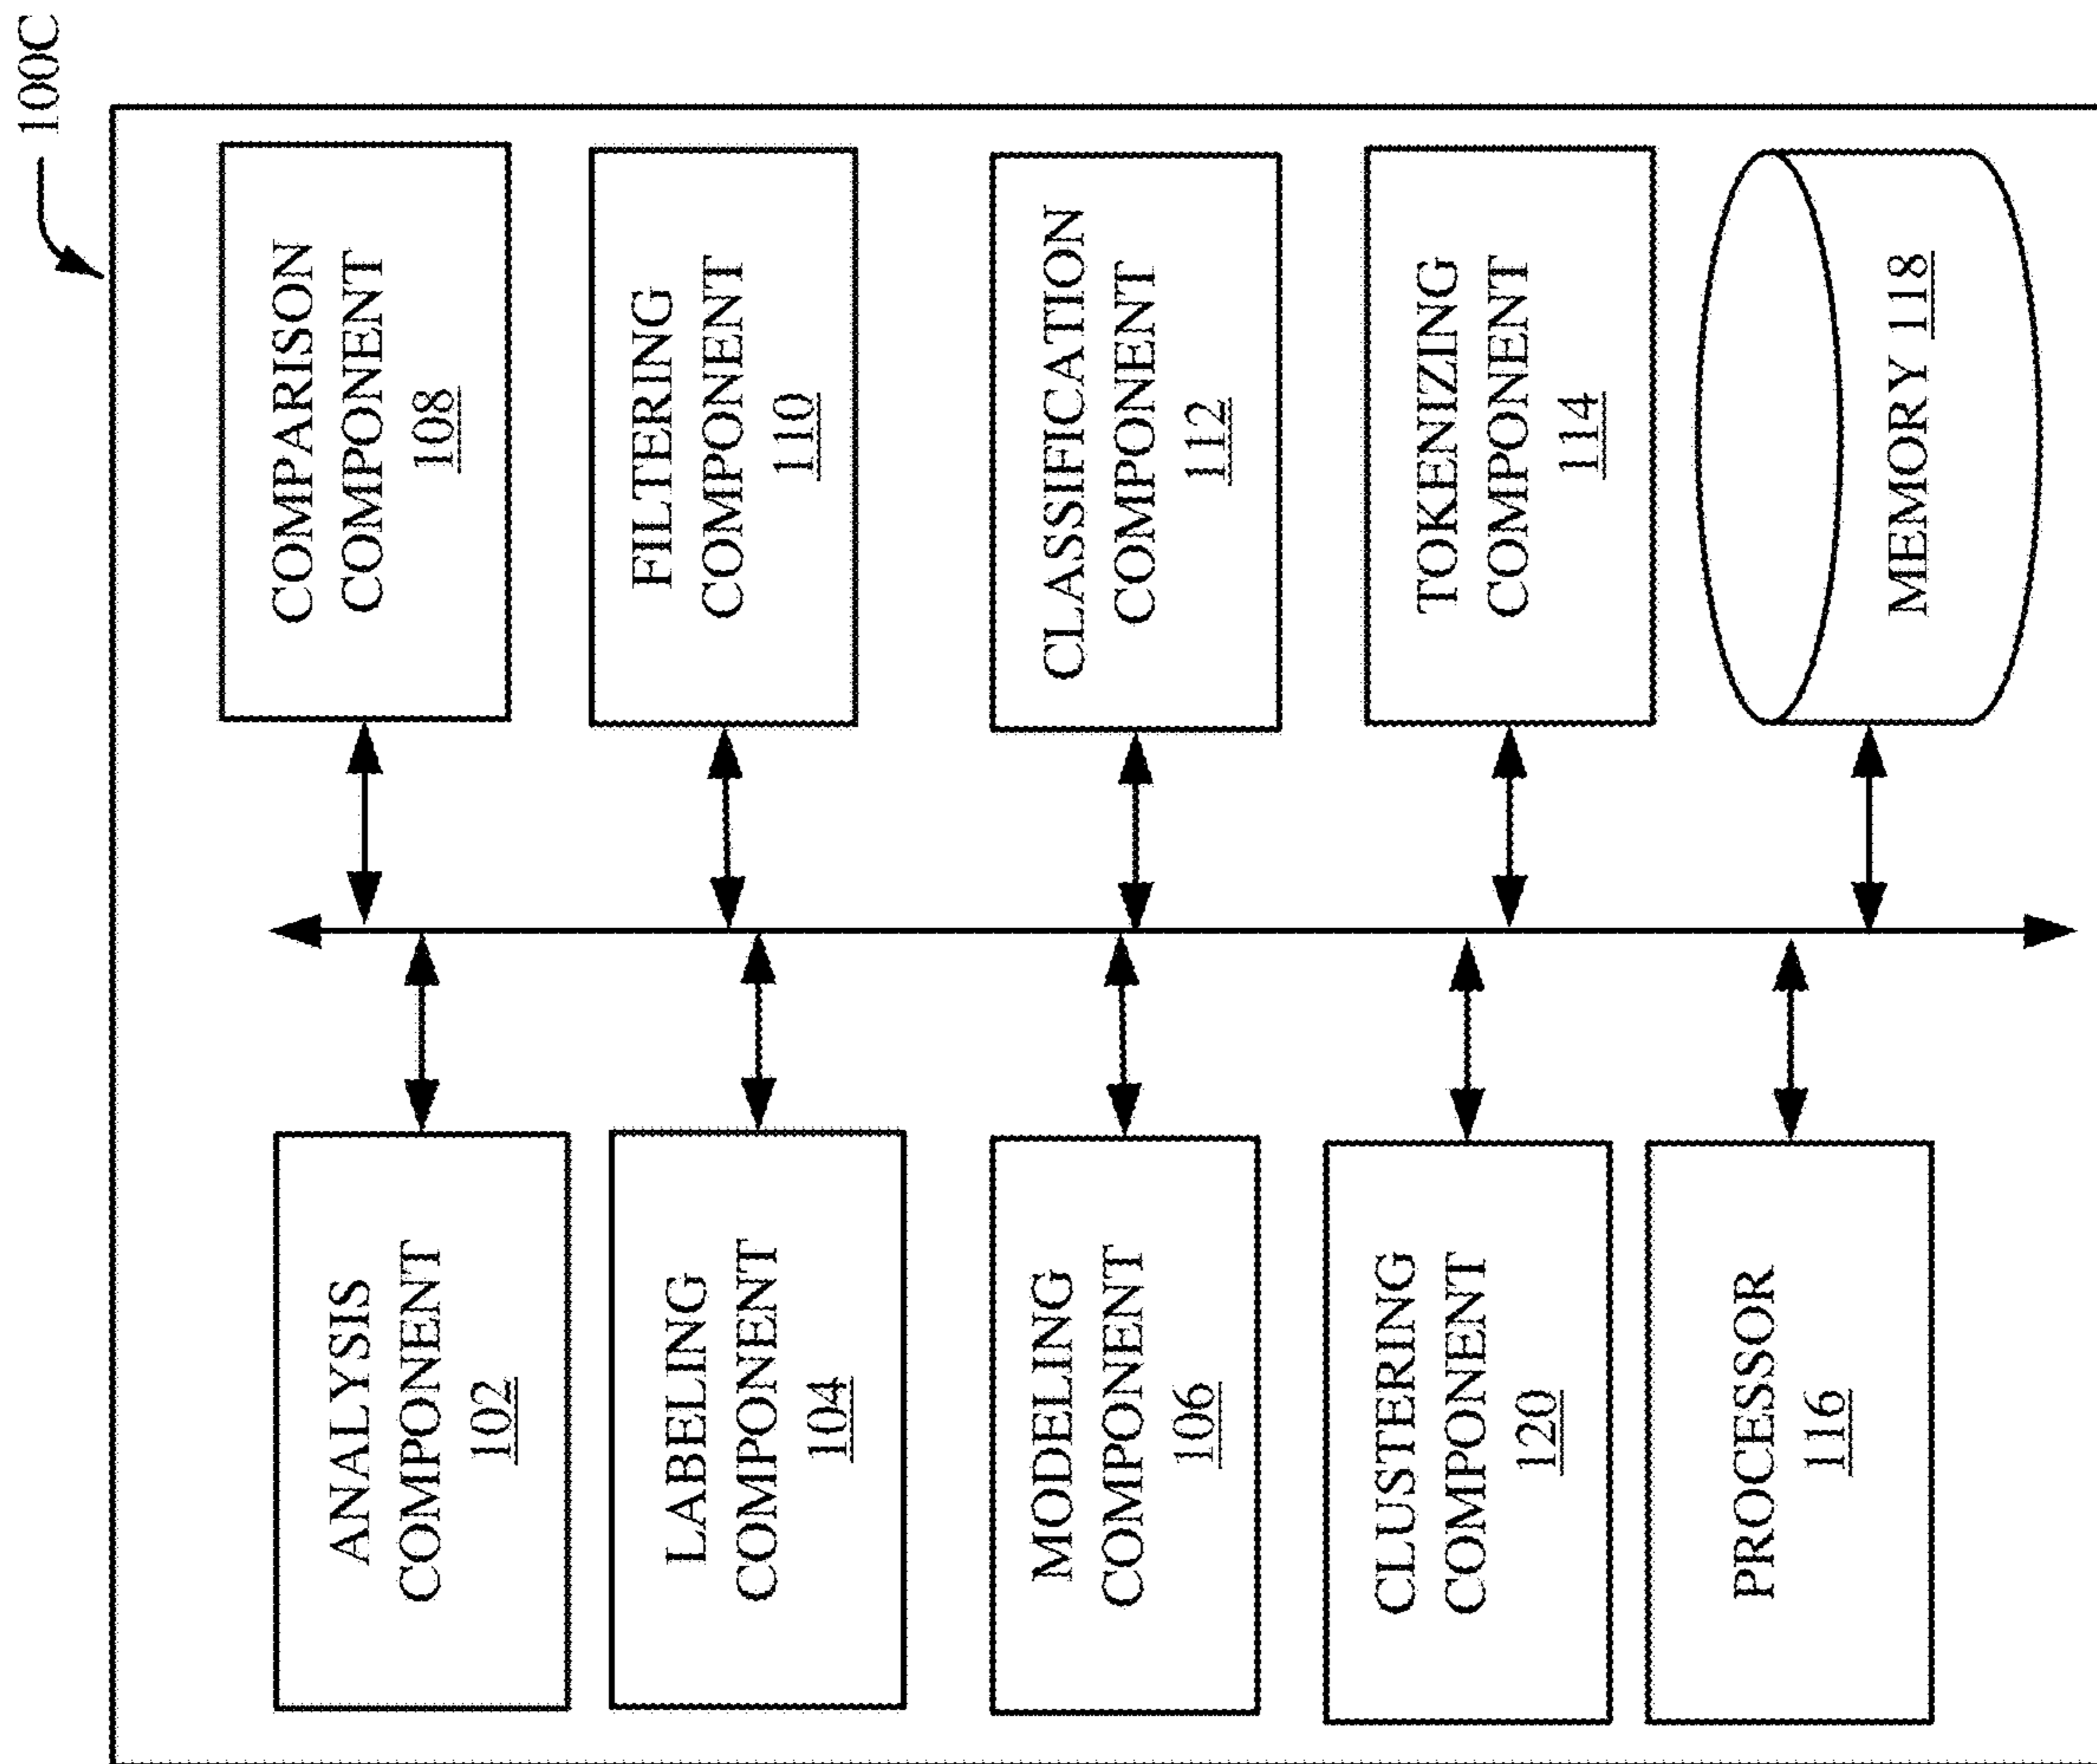 100C
ANALYSIS
COMPONENT
102
COMPARISON
COMPONENT
108
LABELING
COMPONENT
104
FILTERING
COMPONENT
110
MODELING
COMPONENT
106
CLASSIFICATION
COMPONENT
112
CLUSTERING
COMPONENT
120
TOKENIZING
COMPONENT
114
PROCESSOR
116
MEMORY 118